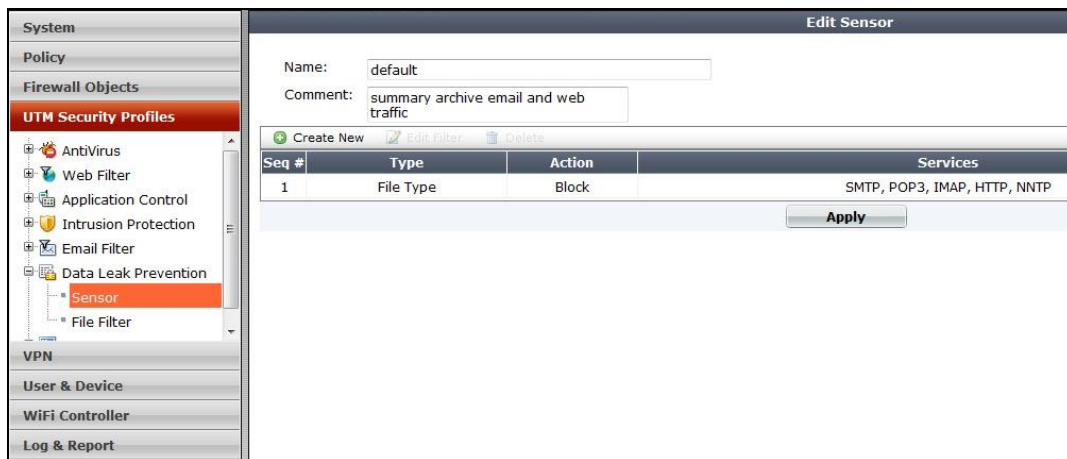 System
Policy
Firewall Objects
UTM Security Profiles
AntiVirus
Web Filter
Application Control
Intrusion Protection
Email Filter
Data Leak Prevention
Sensor
File Filter
VPN
User & Device
WiFi Controller
Log & Report
Edit Sensor
Name: default
Comment: summary archive email and web
traffic
Create New Edit Filter Delete
Seq # Type Action Services
1 File Type Block SMTP, POP3, IMAP, HTTP, NNTP
Apply